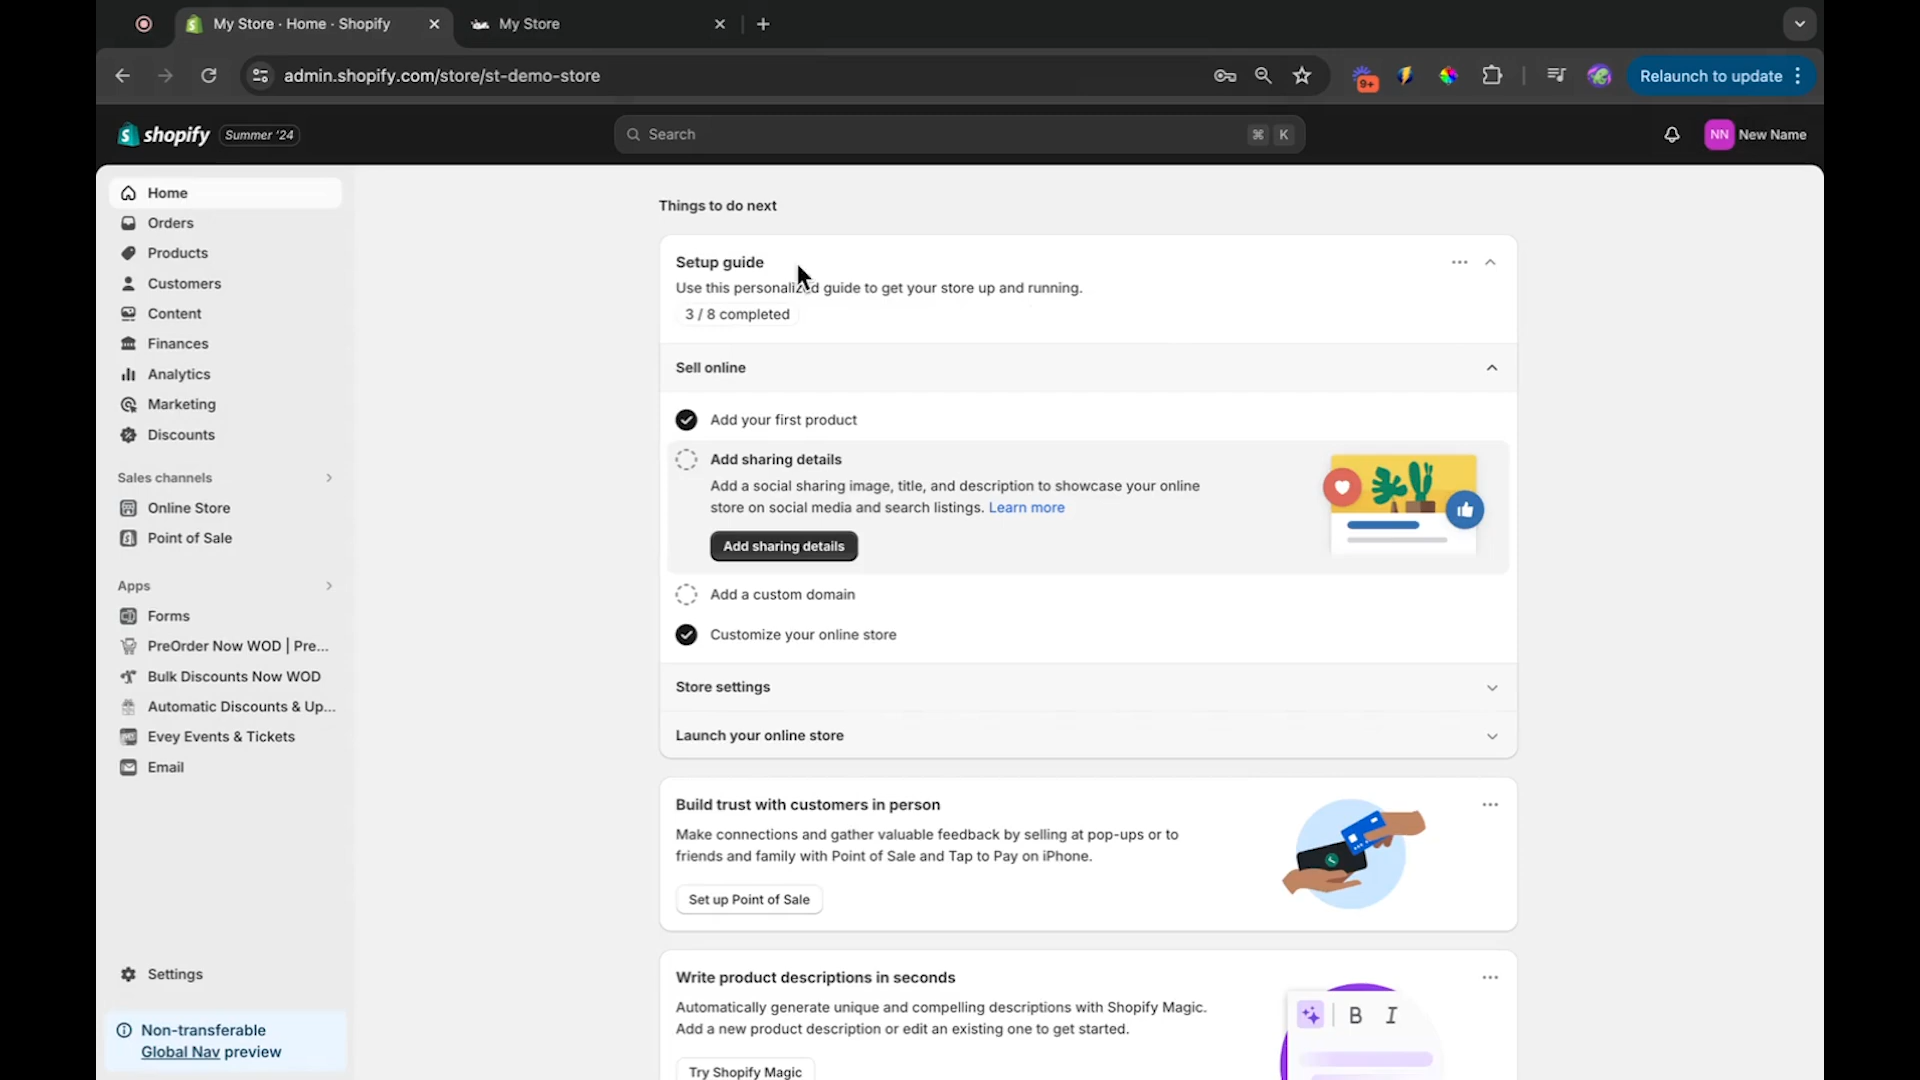 My Store · Home · Shopify
My Store
admin.shopify.com/store/st-demo-store
9+
Relaunch to update
shopify
Summer '24
Search
⌘ K
NN
New Name
Home
Orders
Products
Customers
Content
Finances
Analytics
Marketing
Discounts
Sales channels
Online Store
Point of Sale
Apps
Forms
PreOrder Now WOD | Pre...
Bulk Discounts Now WOD
Automatic Discounts & Up...
Evey Events & Tickets
Email
Settings
Non-transferable
Global Nav preview
Things to do next
Setup guide
Use this personalized guide to get your store up and running.
3 / 8 completed
Sell online
Add your first product
Add sharing details
Add a social sharing image, title, and description to showcase your online
store on social media and search listings. Learn more
Add sharing details
Add a custom domain
Customize your online store
Store settings
Launch your online store
Build trust with customers in person
Make connections and gather valuable feedback by selling at pop-ups or to
friends and family with Point of Sale and Tap to Pay on iPhone.
Set up Point of Sale
Write product descriptions in seconds
Automatically generate unique and compelling descriptions with Shopify Magic.
Add a new product description or edit an existing one to get started.
Try Shopify Magic
B I